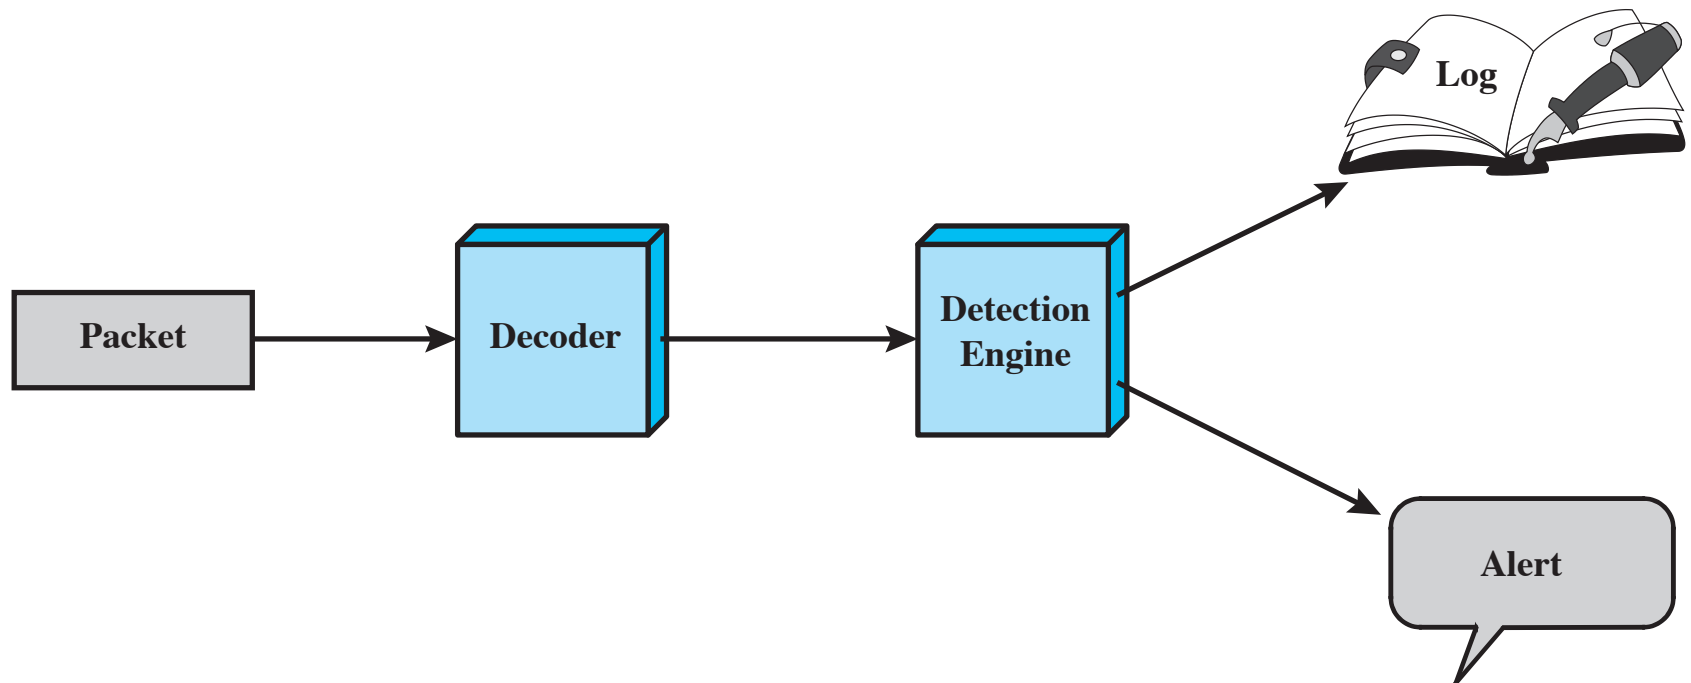 Log
Packet
Decoder
Detection
Engine
Alert